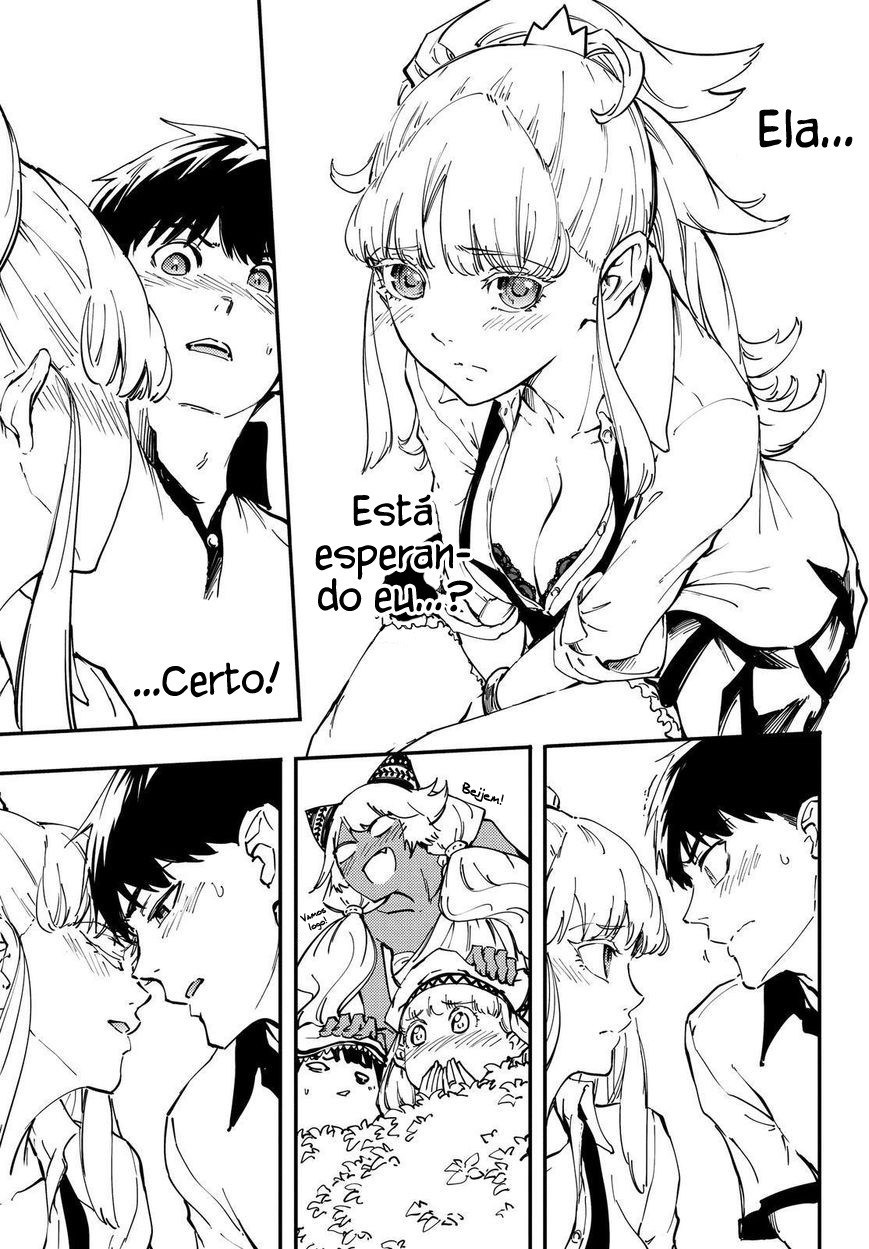 Ela...
Está
esperan-
do eu...?
...Certo!
Beijem!
Vamos
logo!